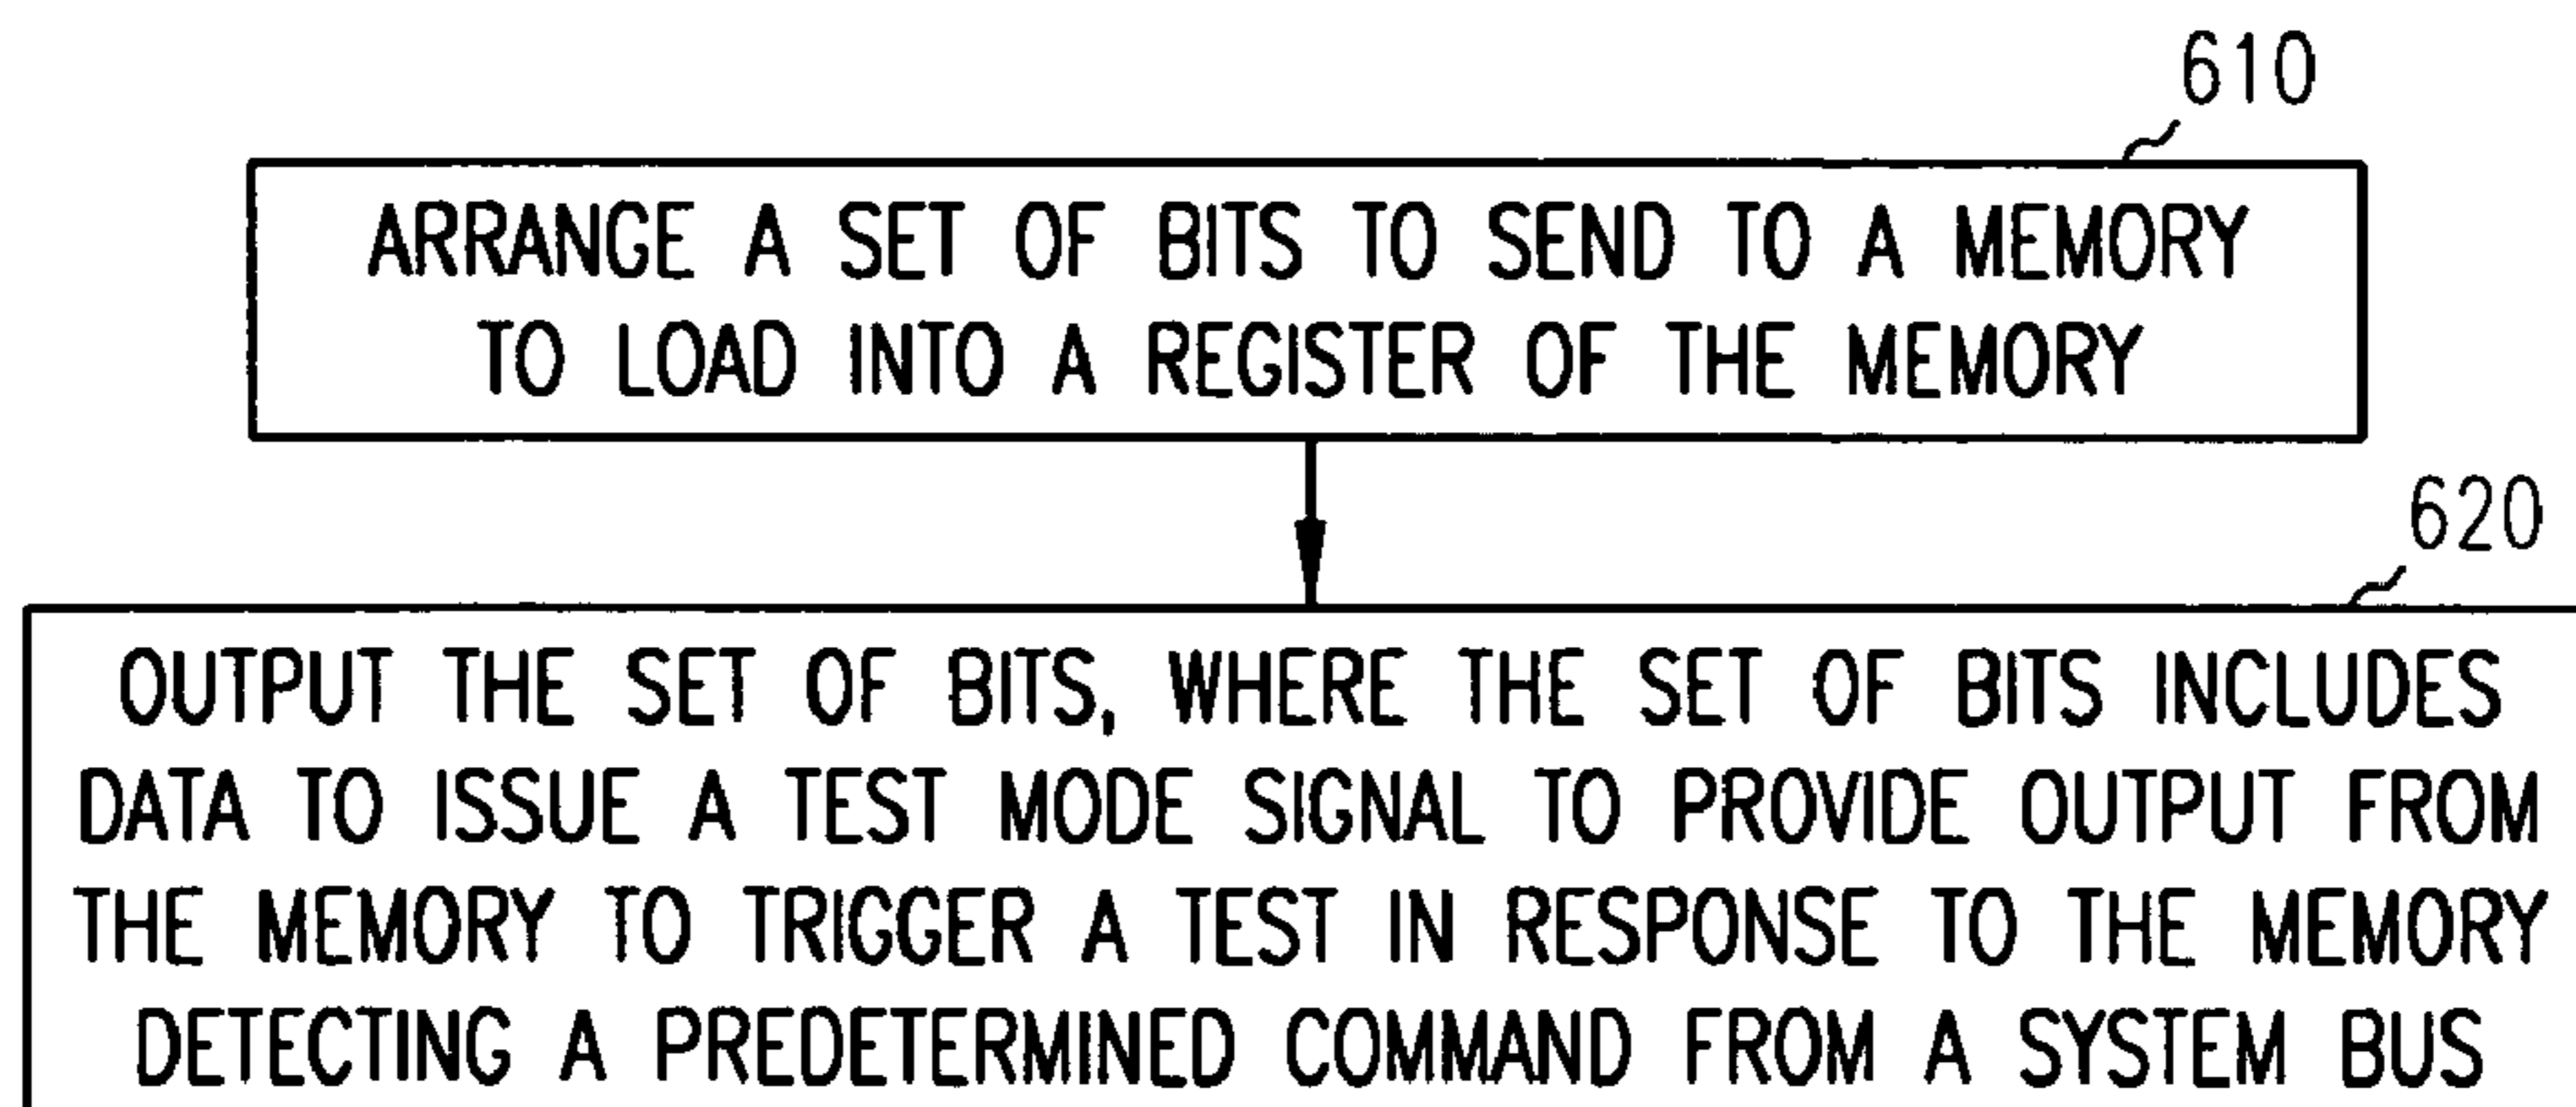 610
ARRANGE A SET OF BITS TO SEND TO A MEMORY
TO LOAD INTO A REGISTER OF THE MEMORY
620
OUTPUT THE SET OF BITS, WHERE THE SET OF BITS INCLUDES
DATA TO ISSUE A TEST MODE SIGNAL TO PROVIDE OUTPUT FROM
THE MEMORY TO TRIGGER A TEST IN RESPONSE TO THE MEMORY
DETECTING A PREDETERMINED COMMAND FROM A SYSTEM BUS